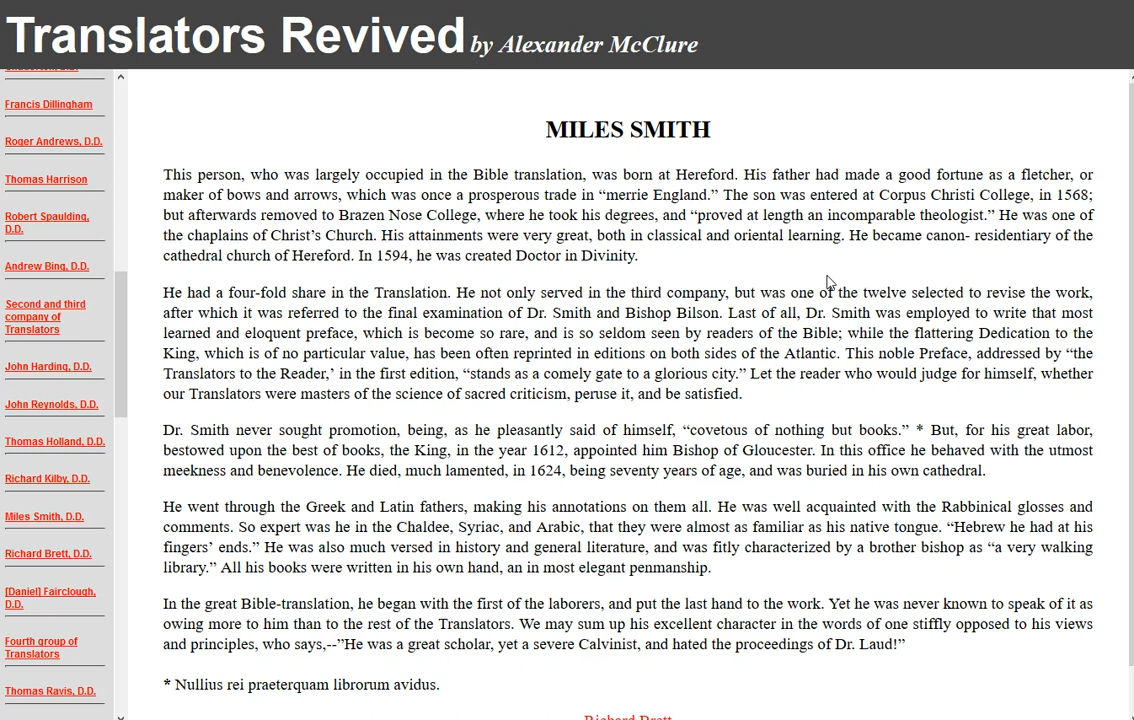 Translators Revived by Alexander McClure
Francis Dillingham
Roger Andrews, D.D.
Thomas Harrison
Robert Spaulding,
D.D.
Andrew Bing, D.D.
Second and third
company of
Translators
John Harding, D.D.
John Reynolds, D.D.
Thomas Holland, D.D.
Richard Kilby, D.D.
Miles Smith, D.D.
Richard Brett, D.D.
[Daniel] Fairclough,
D.D.
Fourth group of
Translators
Thomas Ravis, D.D.
MILES SMITH
This person, who was largely occupied in the Bible translation, was born at Hereford. His father had made a good fortune as a fletcher, or
maker of bows and arrows, which was once a prosperous trade in “merrie England.” The son was entered at Corpus Christi College, in 1568;
but afterwards removed to Brazen Nose College, where he took his degrees, and “proved at length an incomparable theologist.” He was one of
the chaplains of Christ’s Church. His attainments were very great, both in classical and oriental learning. He became canon- residentiary of the
cathedral church of Hereford. In 1594, he was created Doctor in Divinity.
He had a four-fold share in the Translation. He not only served in the third company, but was one of the twelve selected to revise the work,
after which it was referred to the final examination of Dr. Smith and Bishop Bilson. Last of all, Dr. Smith was employed to write that most
learned and eloquent preface, which is become so rare, and is so seldom seen by readers of the Bible; while the flattering Dedication to the
King, which is of no particular value, has been often reprinted in editions on both sides of the Atlantic. This noble Preface, addressed by “the
Translators to the Reader,’ in the first edition, “stands as a comely gate to a glorious city.” Let the reader who would judge for himself, whether
our Translators were masters of the science of sacred criticism, peruse it, and be satisfied.
Dr. Smith never sought promotion, being, as he pleasantly said of himself, “covetous of nothing but books.” * But, for his great labor,
bestowed upon the best of books, the King, in the year 1612, appointed him Bishop of Gloucester. In this office he behaved with the utmost
meekness and benevolence. He died, much lamented, in 1624, being seventy years of age, and was buried in his own cathedral.
He went through the Greek and Latin fathers, making his annotations on them all. He was well acquainted with the Rabbinical glosses and
comments. So expert was he in the Chaldee, Syriac, and Arabic, that they were almost as familiar as his native tongue. “Hebrew he had at his
fingers’ ends.” He was also much versed in history and general literature, and was fitly characterized by a brother bishop as “a very walking
library.” All his books were written in his own hand, an in most elegant penmanship.
In the great Bible-translation, he began with the first of the laborers, and put the last hand to the work. Yet he was never known to speak of it as
owing more to him than to the rest of the Translators. We may sum up his excellent character in the words of one stiffly opposed to his views
and principles, who says,--”He was a great scholar, yet a severe Calvinist, and hated the proceedings of Dr. Laud!”
* Nullius rei praeterquam librorum avidus.
Richard Brett